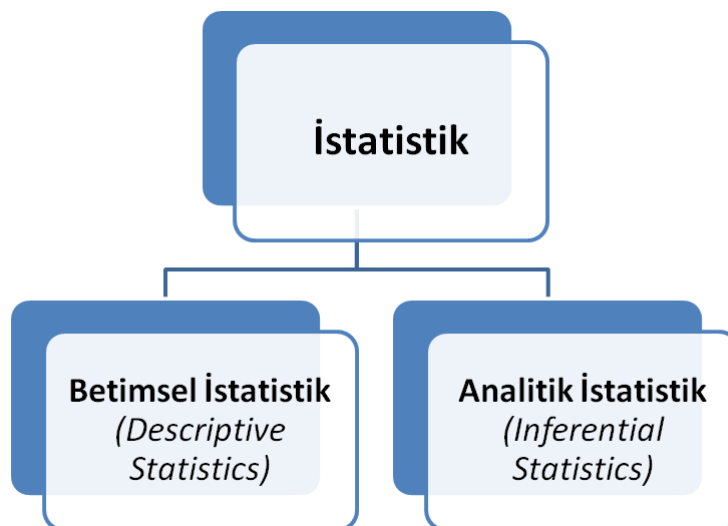 İstatistik
Betimsel İstatistik
(Descriptive
Statistics)
Analitik İstatistik
(Inferential
Statistics)